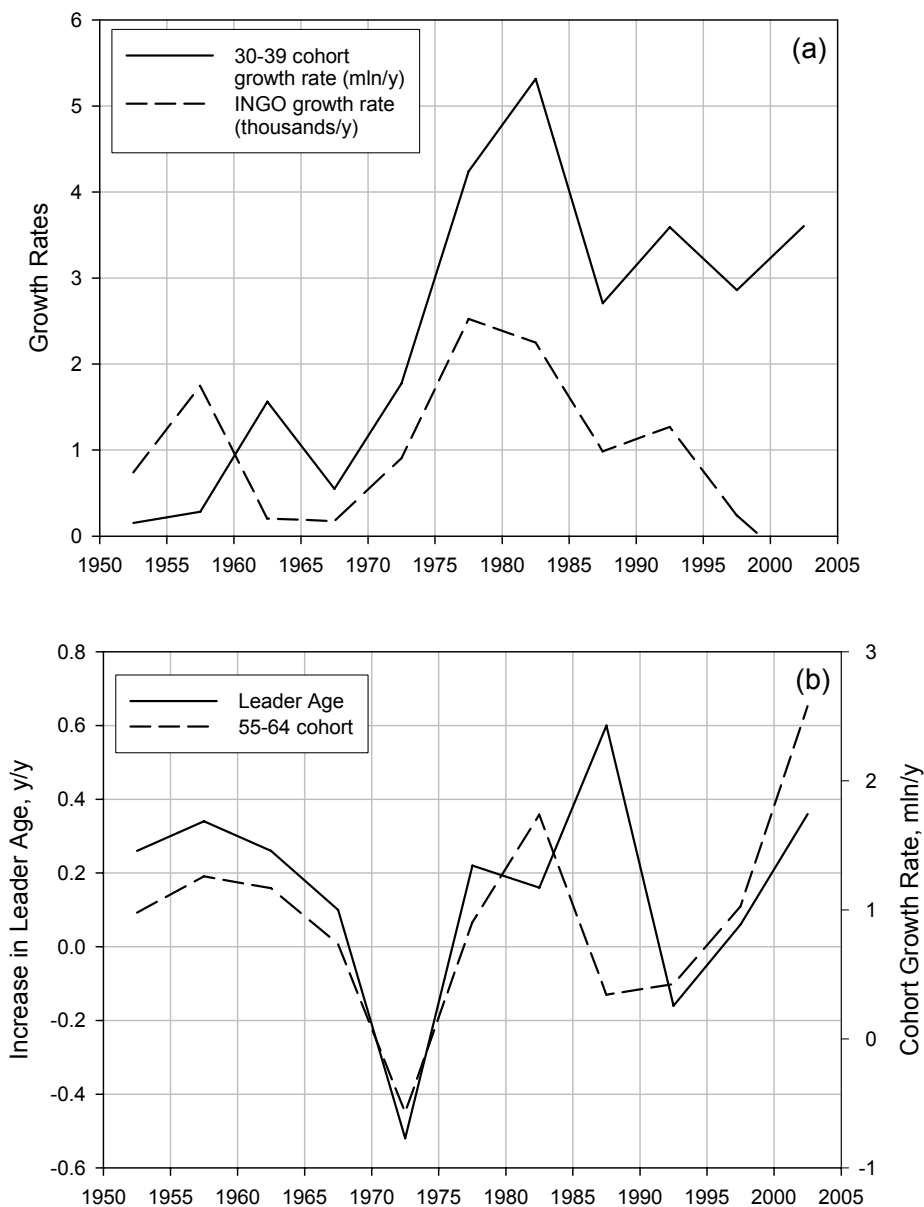 (a)
30-39 cohort
growth rate (mln/y)
INGO growth rate
(thousands/y)
Growth Rates
6
5
4
3
2
1
0
1950 1955 1960 1965 1970 1975 1980 1985 1990 1995 2000 2005
(b)
Leader Age
55-64 cohort
Increase in Leader Age, y/y
0.8
0.6
0.4
0.2
0.0
-0.2
-0.4
-0.6
Cohort Growth Rate, mln/y
3
2
1
0
-1
1950 1955 1960 1965 1970 1975 1980 1985 1990 1995 2000 2005